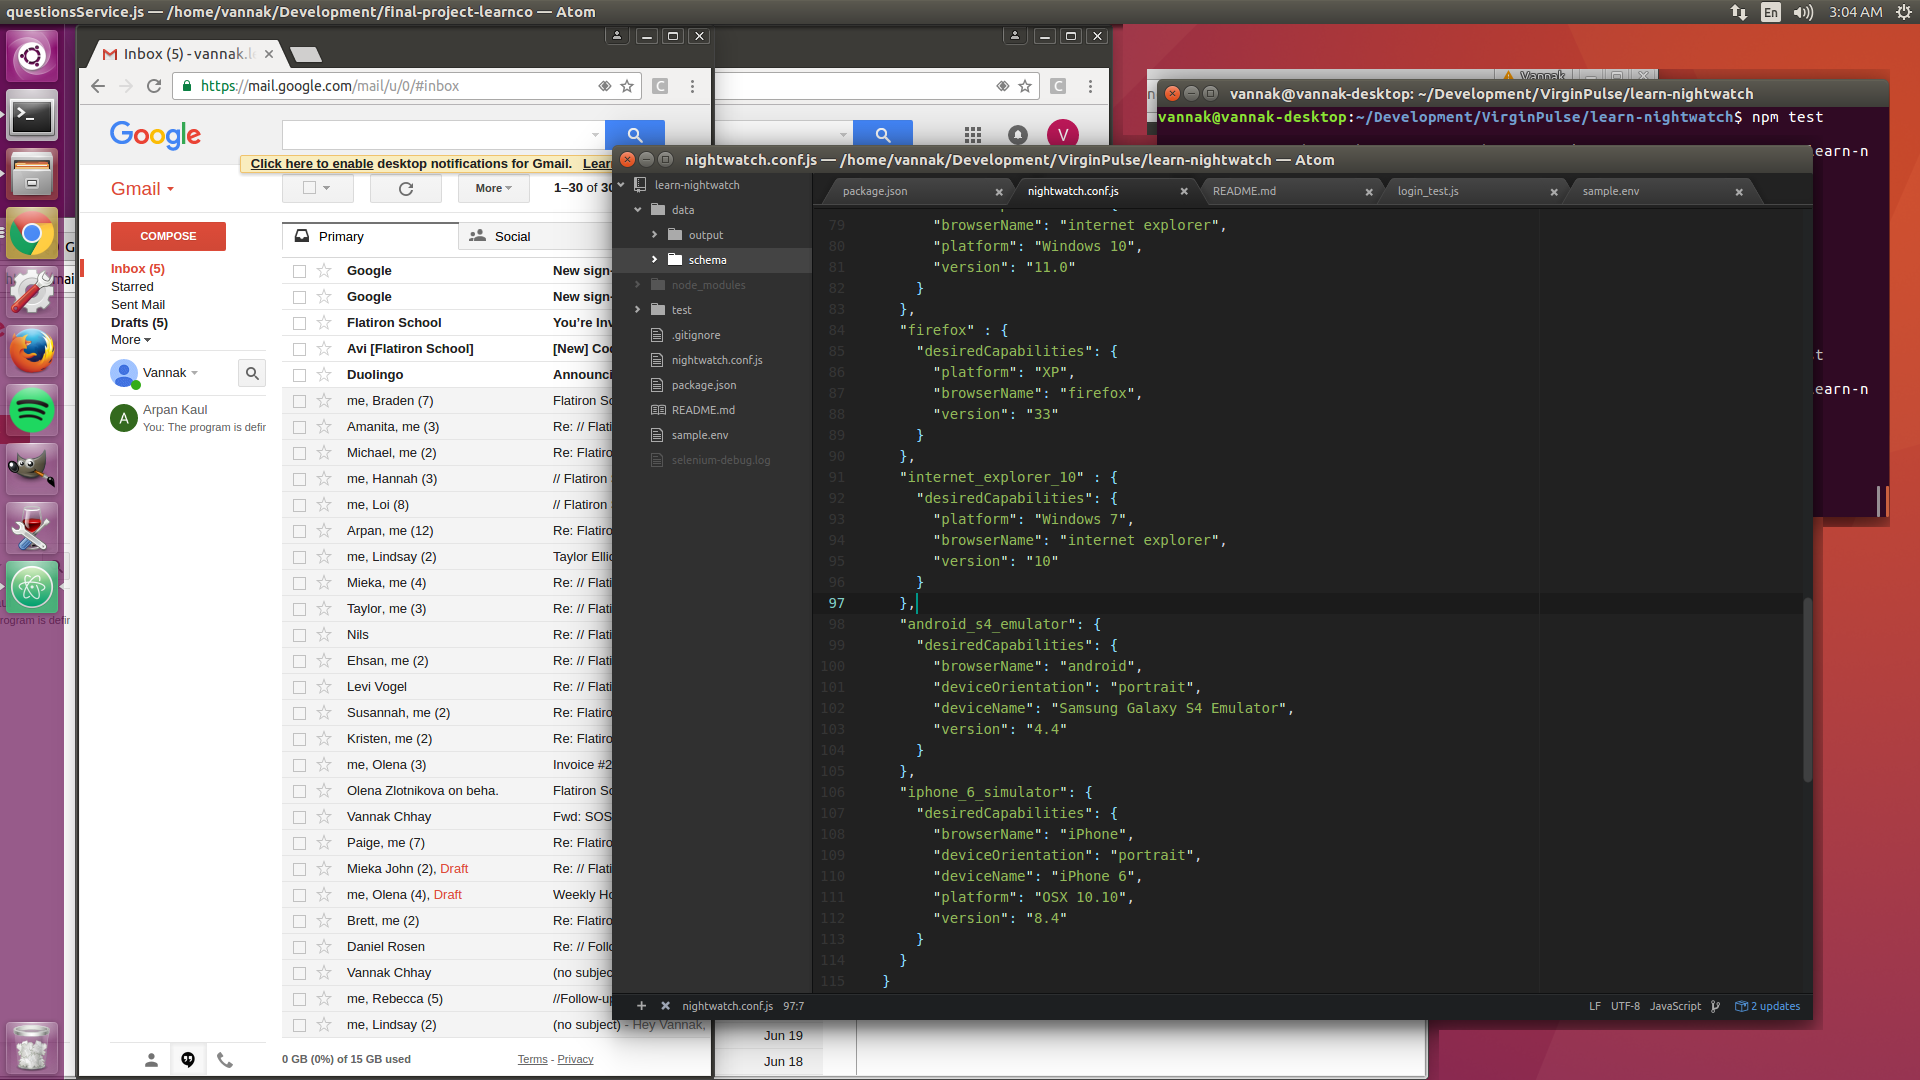 questionsService.js — /home/vannak/Development/final-project-learnco — Atom
En
3:04 AM
Inbox (5) - vannak.l
https://mail.google.com/mail/u/0/#inbox
C
C
Google
V
Click here to enable desktop notifications for Gmail. Lear
Gmail
More
1–30 of 30
COMPOSE
Primary
Social
Inbox (5)
Starred
Sent Mail
Drafts (5)
More
Vannak
A
Arpan Kaul
You: The program is defin
Google New sign-
Google New sign-
Flatiron School You're Inv
Avi [Flatiron School] [New] Cou
Duolingo Announci
me, Braden (7) Flatiron Sc
Amanita, me (3) Re: // Flati
Michael, me (2) Re: Flatiro
me, Hannah (3) // Flatiron
me, Loi (8) // Flatiron
Arpan, me (12) Re: Flatiro
me, Lindsay (2) Taylor Ellic
Mieka, me (4) Re: // Flati
Taylor, me (3) Re: // Flati
Nils Re: // Flati
Ehsan, me (2) Re: // Flati
Levi Vogel Re: // Flati
Susannah, me (2) Re: Flatiro
Kristen, me (2) Re: Flatiro
me, Olena (3) Invoice #2
Olena Zlotnikova on beha. Flatiron Sc
Vannak Chhay Fwd: SOS
Paige, me (7) Re: Flatiro
Mieka John (2), Draft Re: // Flati
me, Olena (4), Draft Weekly Ho
Brett, me (2) Re: Flatiro
Daniel Rosen Re: // Follo
Vannak Chhay (no subjec
me, Rebecca (5) //Follow-up
me, Lindsay (2) (no subject) - Hey Vannak,
0 GB (0%) of 15 GB used
Terms - Privacy
Jun 19
Jun 18
Vannak
vannak@vannak-desktop: ~/Development/VirginPulse/learn-nightwatch
vannak@vannak-desktop:~/Development/VirginPulse/learn-nightwatch$ npm test
earn-n
t
earn-n
nightwatch.conf.js — /home/vannak/Development/VirginPulse/learn-nightwatch — Atom
learn-nightwatch
data
output
schema
node_modules
test
.gitignore
nightwatch.conf.js
package.json
README.md
sample.env
selenium-debug.log
package.json
nightwatch.conf.js
README.md
login_test.js
sample.env
79 "browserName": "internet explorer",
80 "platform": "Windows 10",
81 "version": "11.0"
82 }
83 },
84 "firefox" : {
85 "desiredCapabilities": {
86 "platform": "XP",
87 "browserName": "firefox",
88 "version": "33"
89 }
90 },
91 "internet_explorer_10" : {
92 "desiredCapabilities": {
93 "platform": "Windows 7",
94 "browserName": "internet explorer",
95 "version": "10"
96 }
97 },
98 "android_s4_emulator": {
99 "desiredCapabilities": {
100 "browserName": "android",
101 "deviceOrientation": "portrait",
102 "deviceName": "Samsung Galaxy S4 Emulator",
103 "version": "4.4"
104 }
105 },
106 "iphone_6_simulator": {
107 "desiredCapabilities": {
108 "browserName": "iPhone",
109 "deviceOrientation": "portrait",
110 "deviceName": "iPhone 6",
111 "platform": "OSX 10.10",
112 "version": "8.4"
113 }
114 }
115 }
nightwatch.conf.js 97:7
LF UTF-8 JavaScript 2 updates
rogram is defin